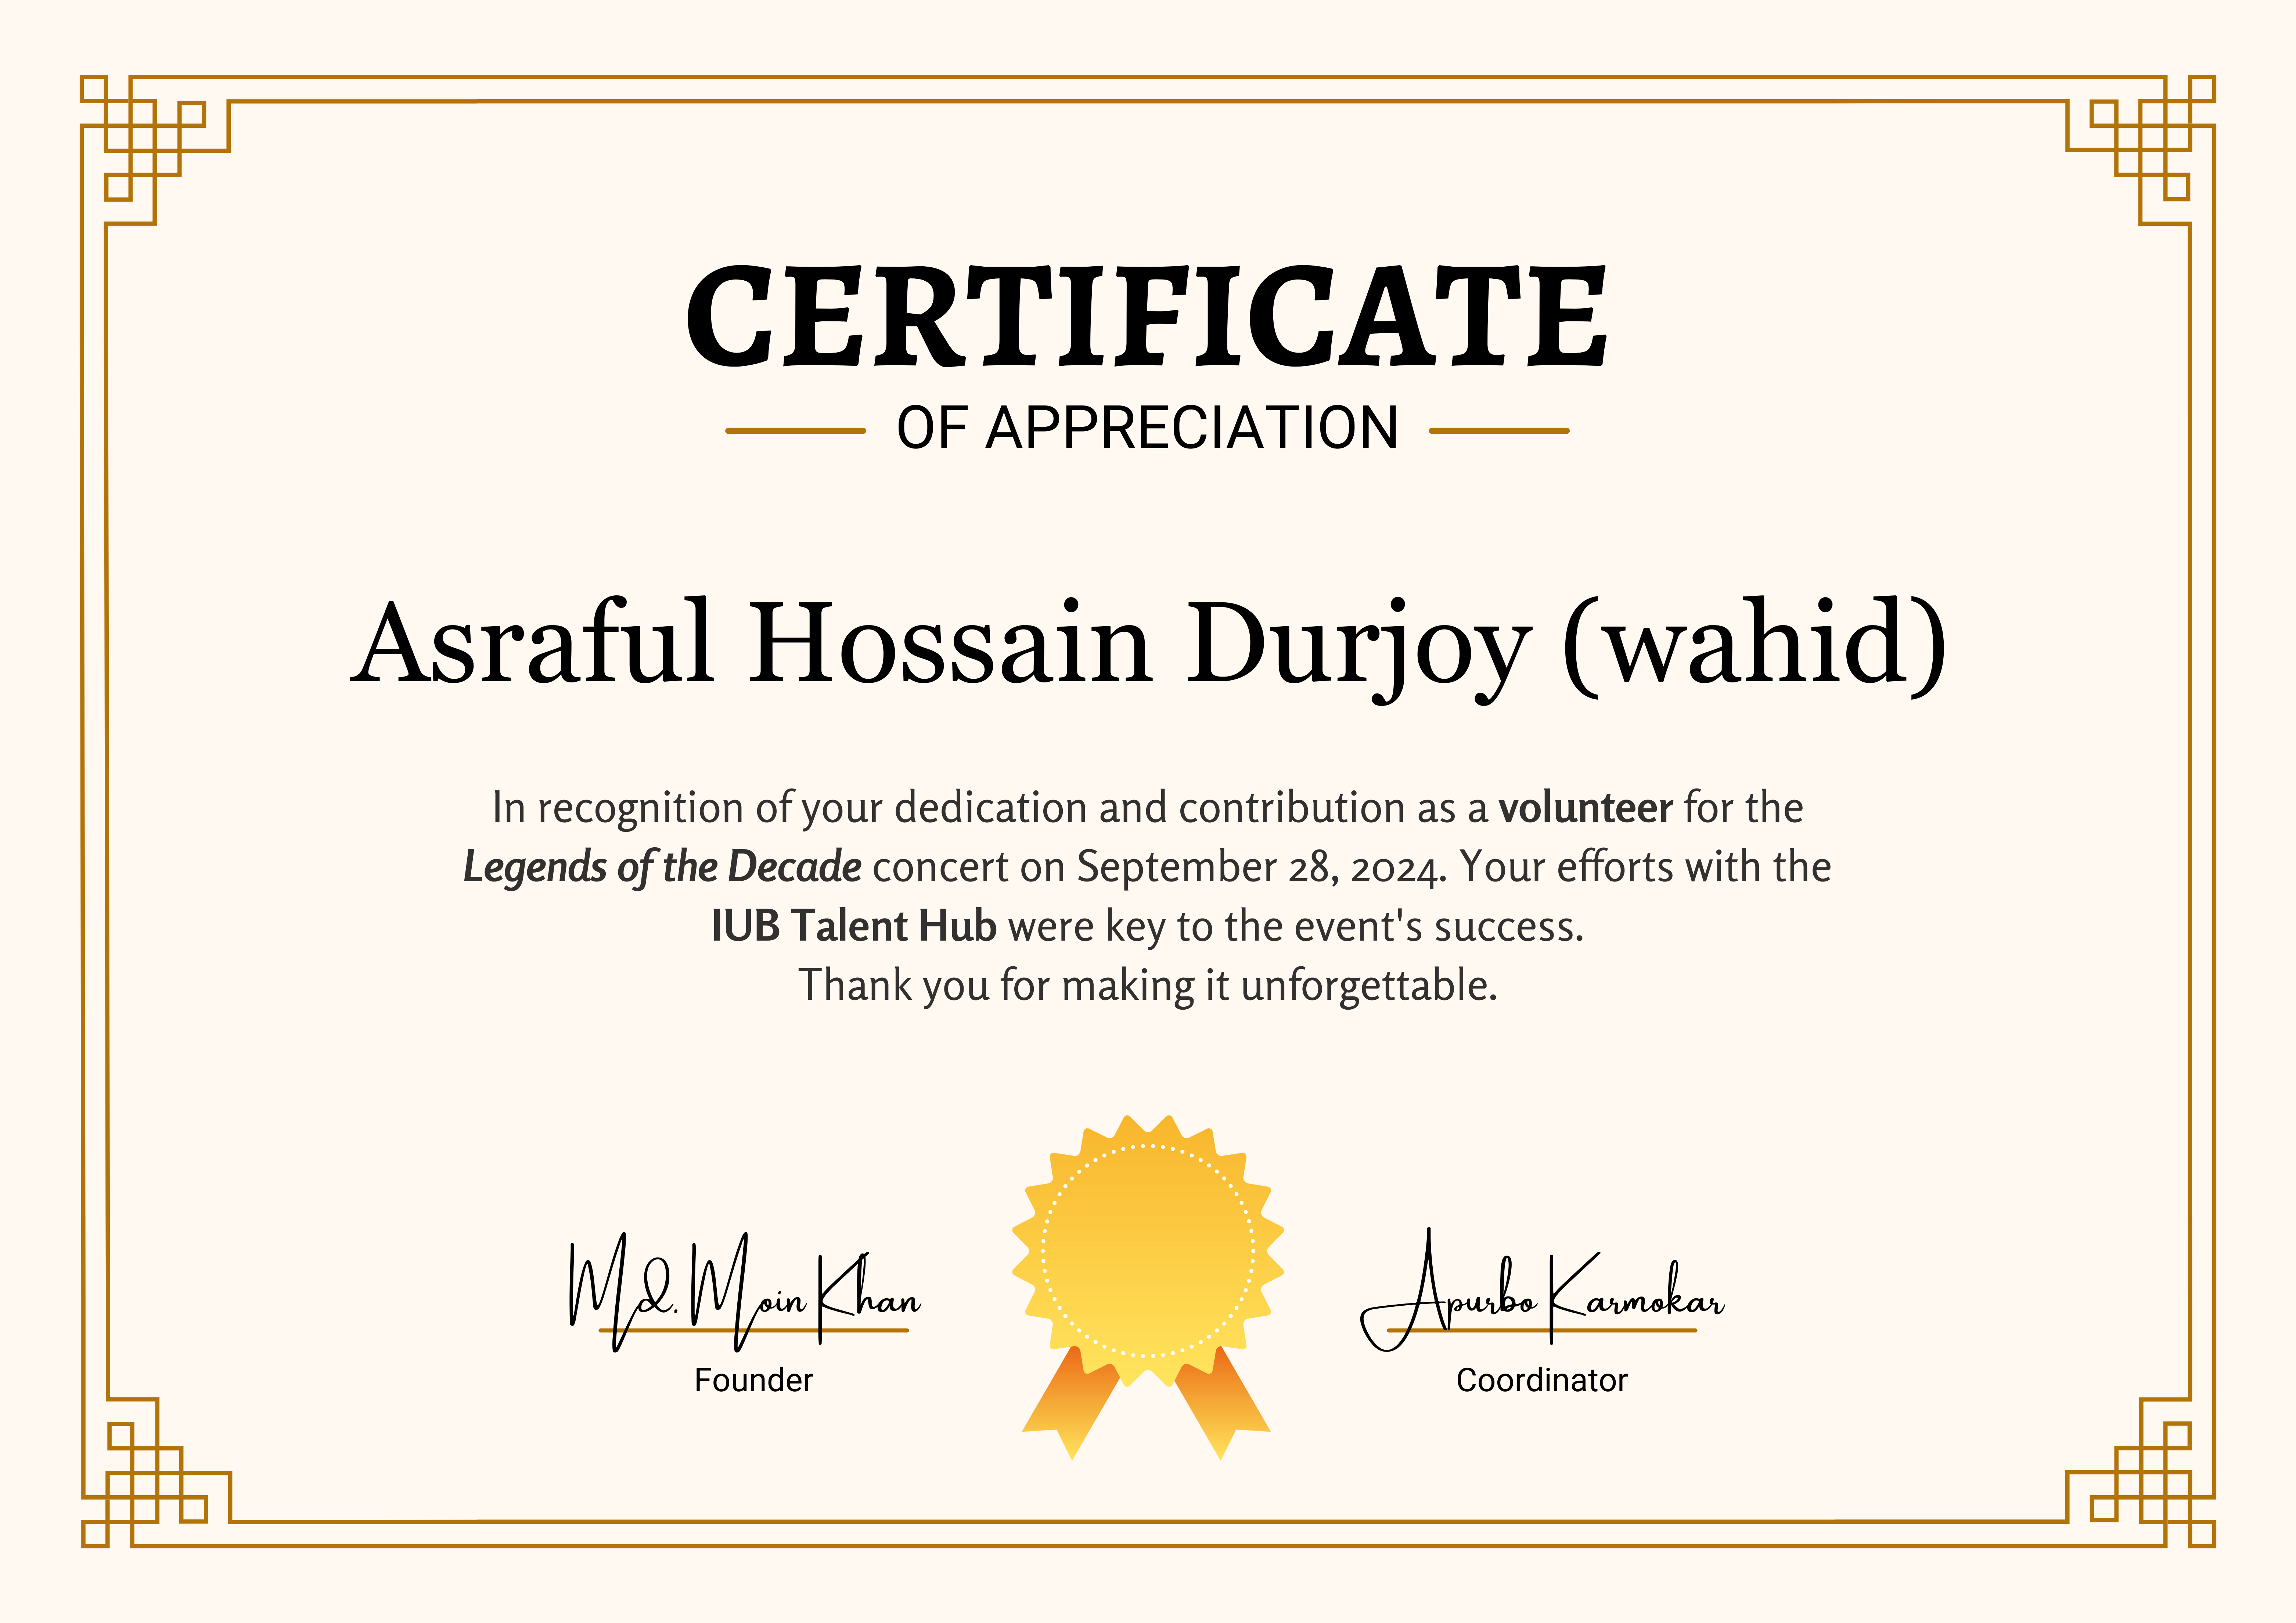 CERTIFICATE
OF APPRECIATION
Asraful Hossain Durjoy (wahid)
In recognition of your dedication and contribution as a volunteer for the
Legends of the Decade concert on September 28, 2024. Your efforts with the
IUB Talent Hub were key to the event's success.
Thank you for making it unforgettable.
Md. Moin Khan
Founder
Apurbo Karmokar
Coordinator